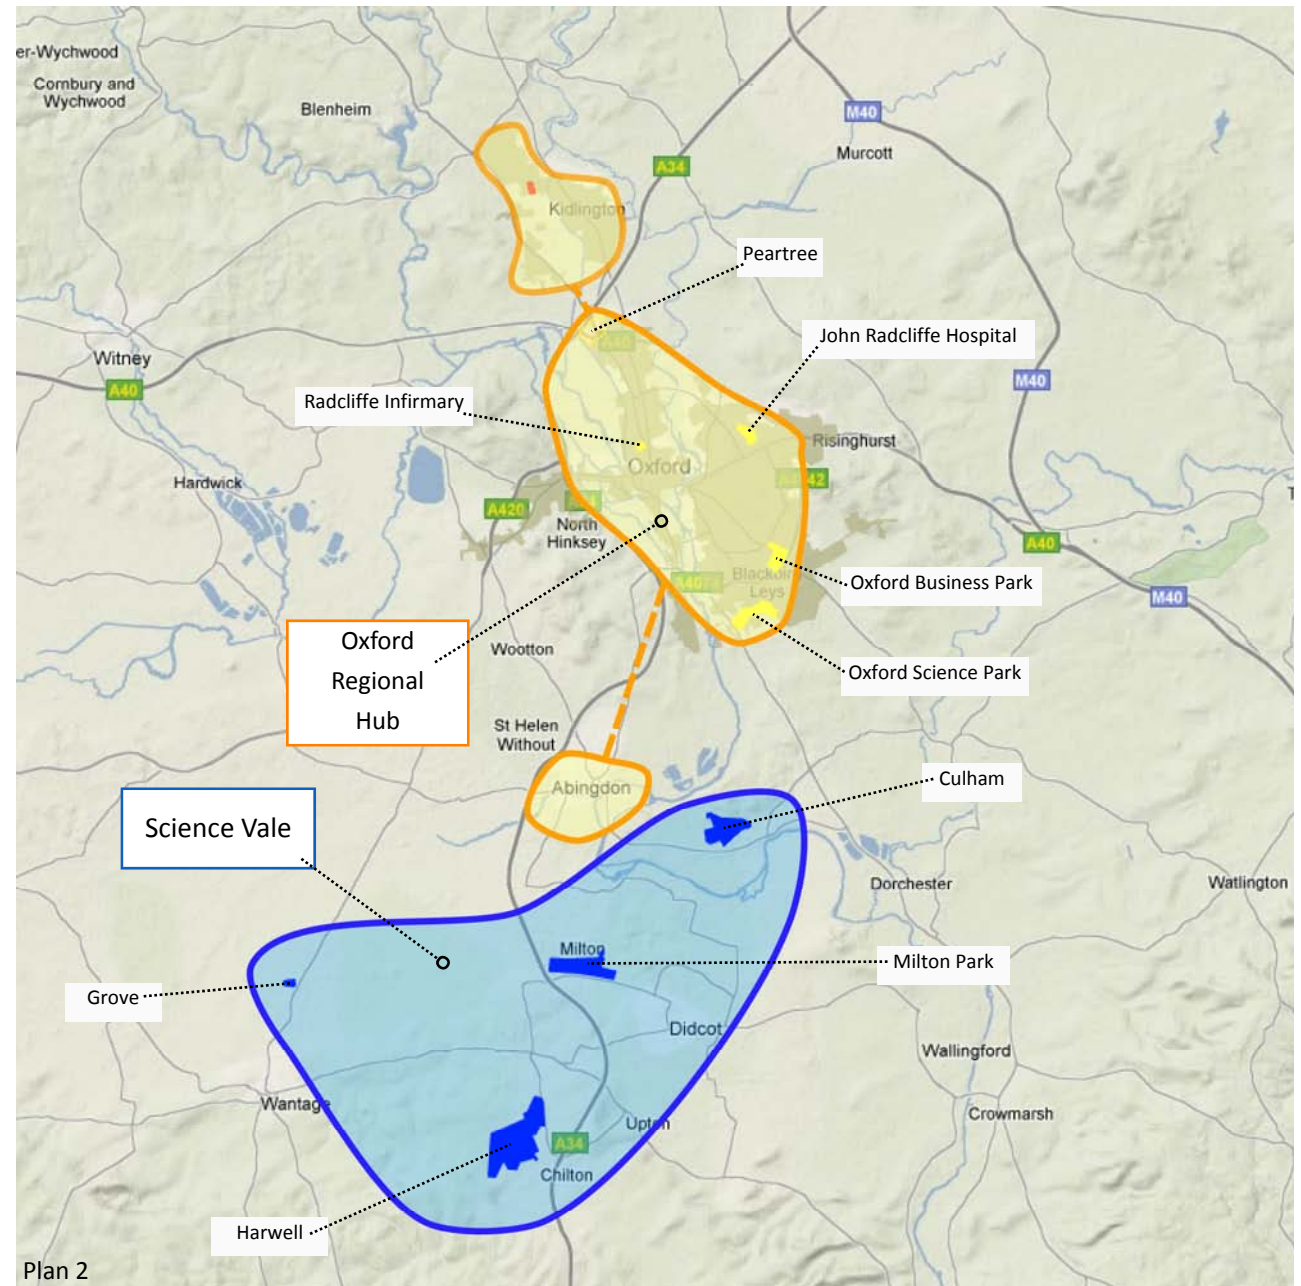 er-Wychwood
Cornbury and
Wychwood
Blenheim
M40
Murcott
A34
Kidlington
Peartree
John Radcliffe Hospital
A40
Witney
A40
M40
Radcliffe Infirmary
Risinghurst
Oxford
Hardwick
A420
North
Hinksey
A40
Oxford Business Park
Leys
M40
Oxford
Regional
Hub
Wootton
Oxford Science Park
St Helen
Without
Abingdon
Culham
Science Vale
Dorchester
Watlington
Milton
Milton Park
Grove
Didcot
Wallingford
Wantage
Crowmarsh
Upton
A34
Chilton
Harwell
Plan 2